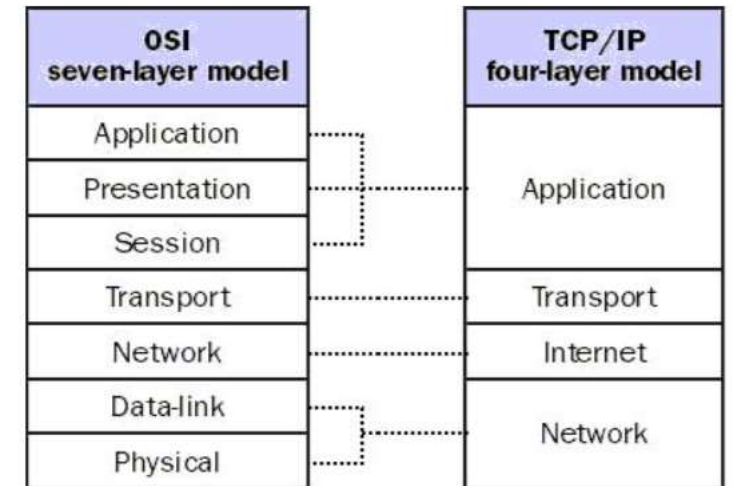 OSI
seven-layer model
Application
Presentation
Session
Transport
Network
Data-link
Physical
TCP/IP
four-layer model
Application
Transport
Internet
Network